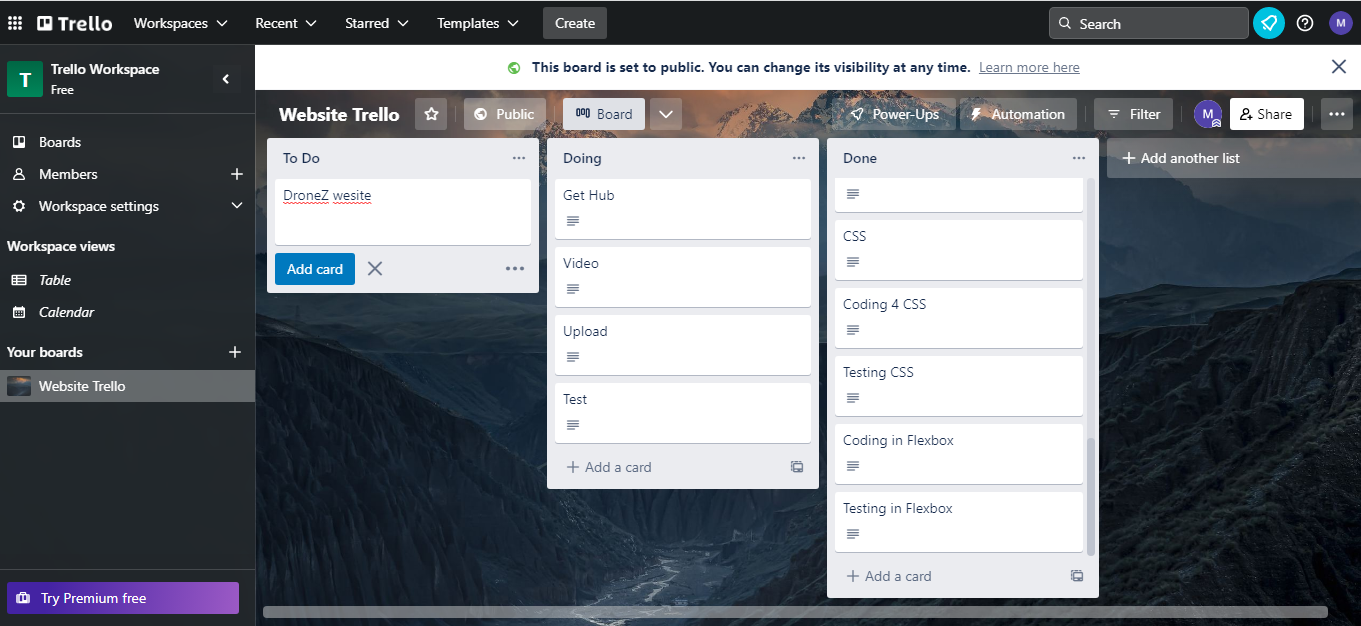 Trello
Workspaces
Recent
Starred
Templates
Create
Search
M
T
Trello Workspace
Free
This board is set to public. You can change its visibility at any time. Learn more here
Boards
Members
Workspace settings
Workspace views
Table
Calendar
Your boards
Website Trello
Try Premium free
Website Trello
Public
Board
Power-Ups
Automation
Filter
M
Share
To Do
DroneZ wesite
Add card
Doing
Get Hub
Video
Upload
Test
Add a card
Done
CSS
Coding 4 CSS
Testing CSS
Coding in Flexbox
Testing in Flexbox
Add a card
Add another list